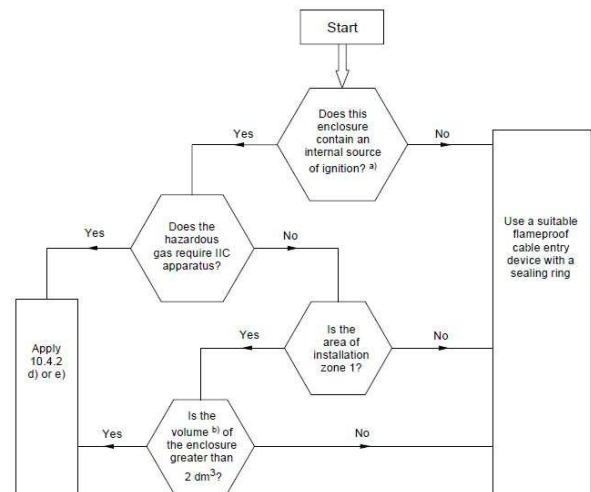 Start
Does this
enclosure
contain an
internal source
of ignition? a)
Yes
No
Does the
hazardous
gas require IIC
apparatus?
Yes
No
Use a suitable
flameproof
cable entry
device with a
sealing ring
Is the
area of
installation
zone 1?
Yes
No
Apply
10.4.2
d) or e)
Is the
volume b) of
the enclosure
greater than
2 dm³?
Yes
No